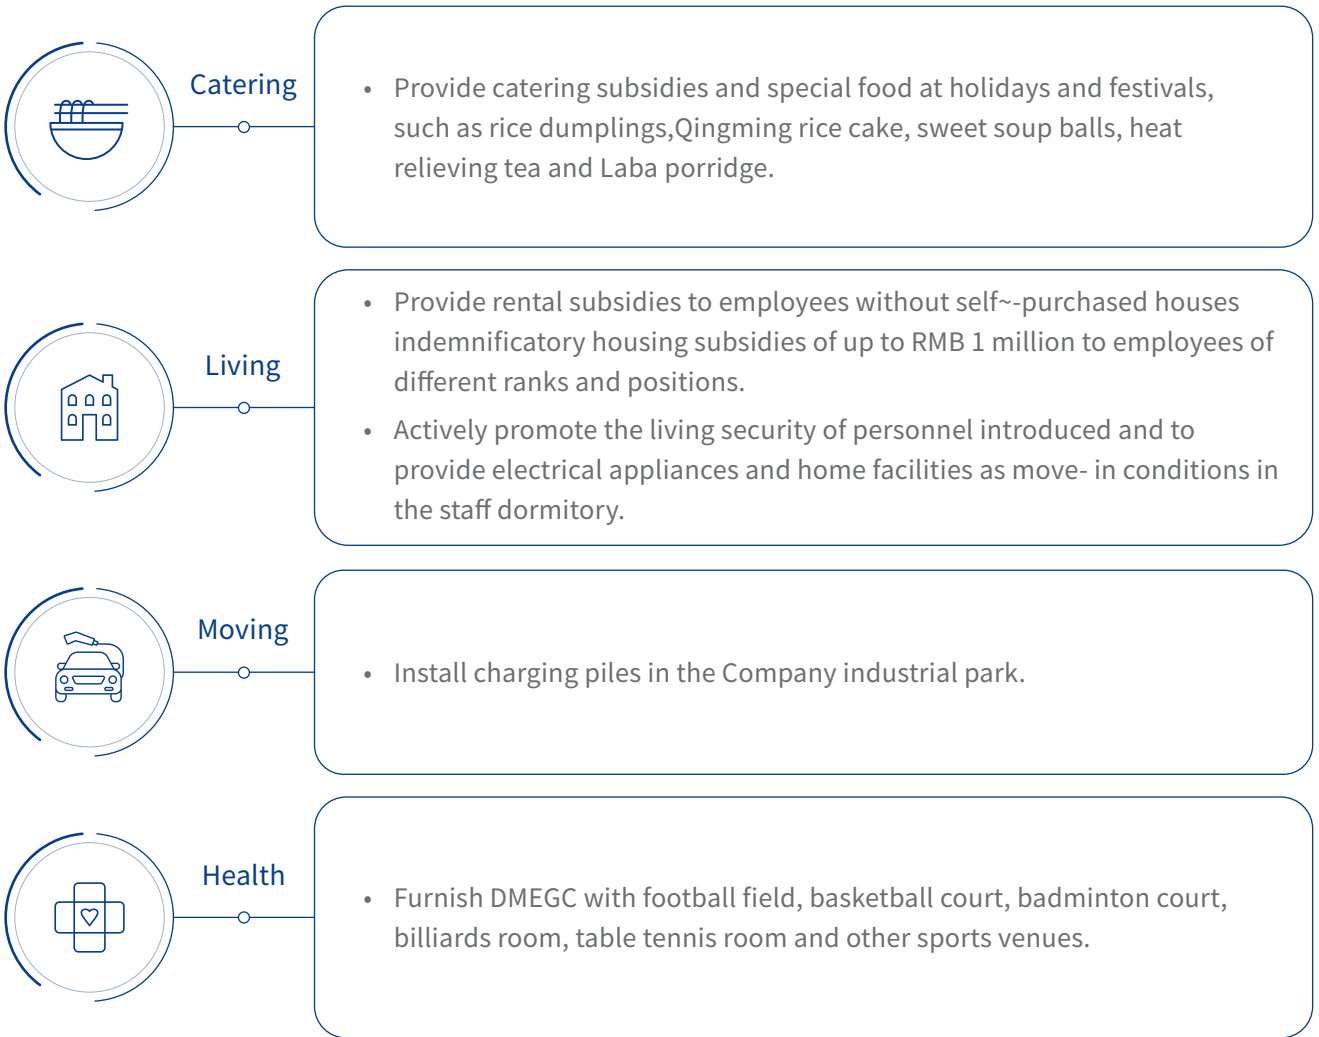 Catering
• Provide catering subsidies and special food at holidays and festivals,
such as rice dumplings,Qingming rice cake, sweet soup balls, heat
relieving tea and Laba porridge.
Living
• Provide rental subsidies to employees without self~-purchased houses
indemnificatory housing subsidies of up to RMB 1 million to employees of
different ranks and positions.
• Actively promote the living security of personnel introduced and to
provide electrical appliances and home facilities as move- in conditions in
the staff dormitory.
Moving
• Install charging piles in the Company industrial park.
Health
• Furnish DMEGC with football field, basketball court, badminton court,
billiards room, table tennis room and other sports venues.